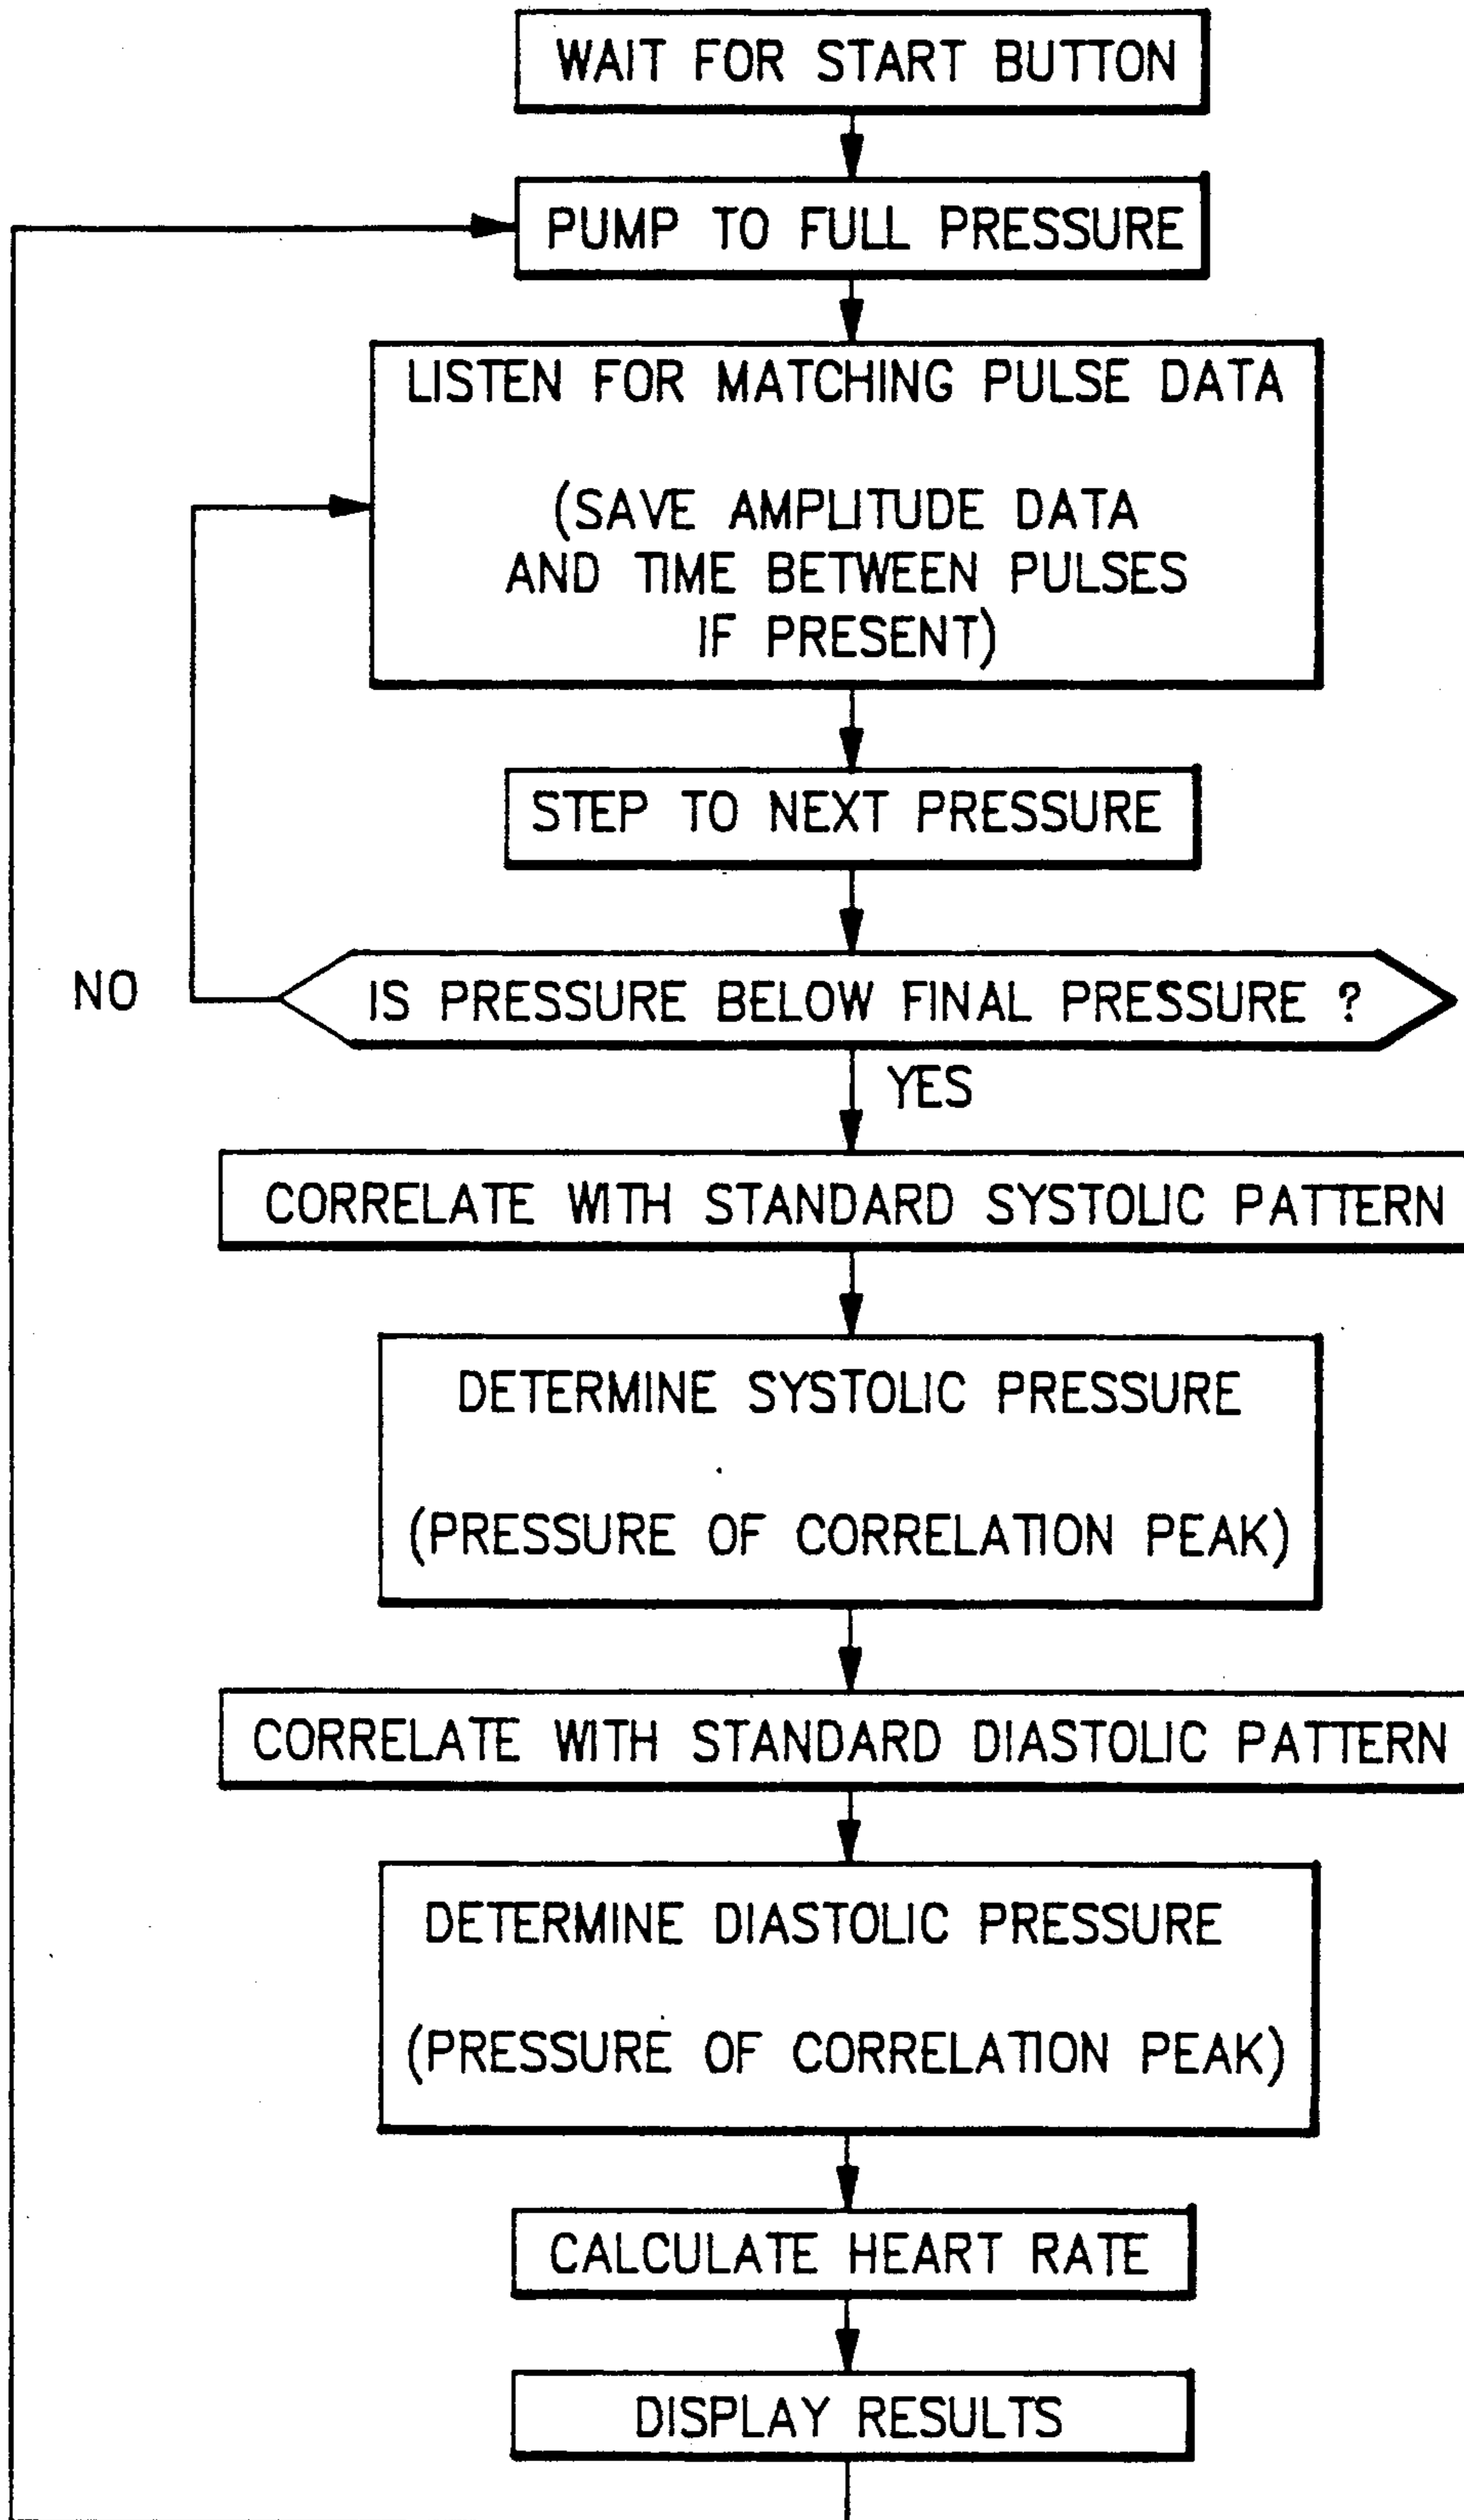 WAIT FOR START BUTTON
PUMP TO FULL PRESSURE
LISTEN FOR MATCHING PULSE DATA
(SAVE AMPLITUDE DATA
AND TIME BETWEEN PULSES
IF PRESENT)
STEP TO NEXT PRESSURE
IS PRESSURE BELOW FINAL PRESSURE ?
NO
YES
CORRELATE WITH STANDARD SYSTOLIC PATTERN
DETERMINE SYSTOLIC PRESSURE
(PRESSURE OF CORRELATION PEAK)
CORRELATE WITH STANDARD DIASTOLIC PATTERN
DETERMINE DIASTOLIC PRESSURE
(PRESSURE OF CORRELATION PEAK)
CALCULATE HEART RATE
DISPLAY RESULTS